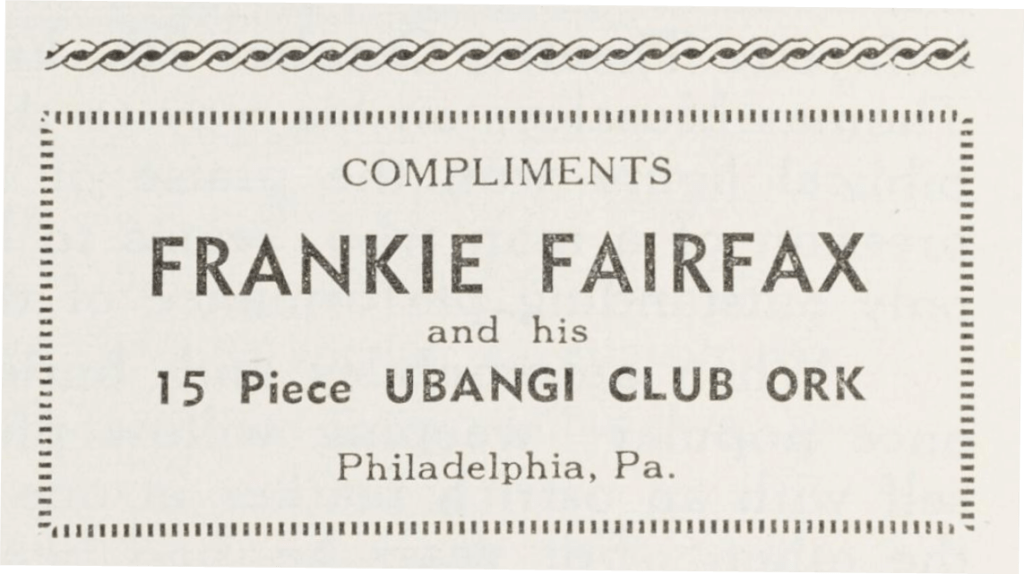 COMPLIMENTS
FRANKIE FAIRFAX
and his
15 Piece UBANGI CLUB ORK
Philadelphia, Pa.